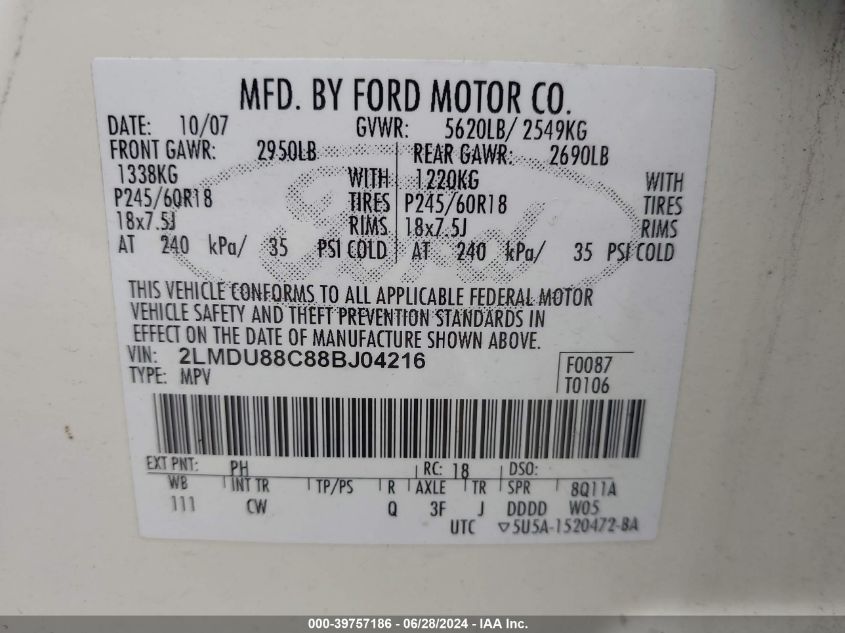 MFD. BY FORD MOTOR CO.
DATE: 10/07 GVWR: 5620LB/ 2549KG
FRONT GAWR: 2950LB REAR GAWR: 2690LB
1338KG WITH 1220KG WITH
P245/60R18 TIRES P245/60R18 TIRES
18x7.5J RIMS 18x7.5J RIMS
AT 240 kPa/ 35 PSI COLD AT 240 kPa/ 35 PSI COLD
Ford
THIS VEHICLE CONFORMS TO ALL APPLICABLE FEDERAL MOTOR
VEHICLE SAFETY AND THEFT PREVENTION STANDARDS IN
EFFECT ON THE DATE OF MANUFACTURE SHOWN ABOVE.
VIN: 2LMDU88C88BJ04216 F0087
TYPE: MPV T0106
EXT PNT: PH RC: 18 DSO:
WB INT TR TP/PS R AXLE TR SPR 8Q11A
111 CW Q 3F J DDDD W05
UTC ▽5U5A-1520472-BA
000-39757186 - 06/28/2024 - IAAI Inc.